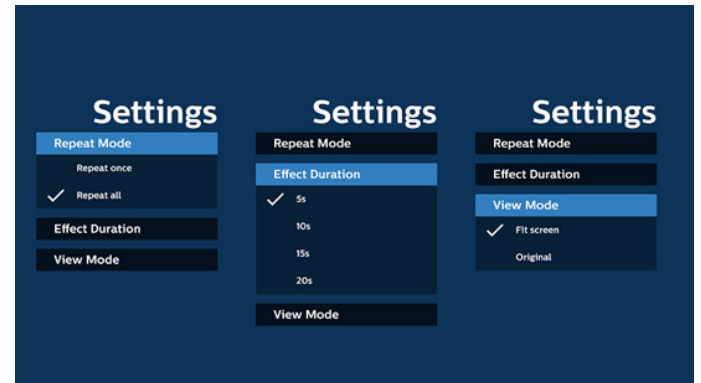 Settings
Repeat Mode
Repeat once
Repeat all
Effect Duration
View Mode
Settings
Repeat Mode
Effect Duration
5s
10s
15s
20s
View Mode
Settings
Repeat Mode
Effect Duration
View Mode
Fit screen
Original